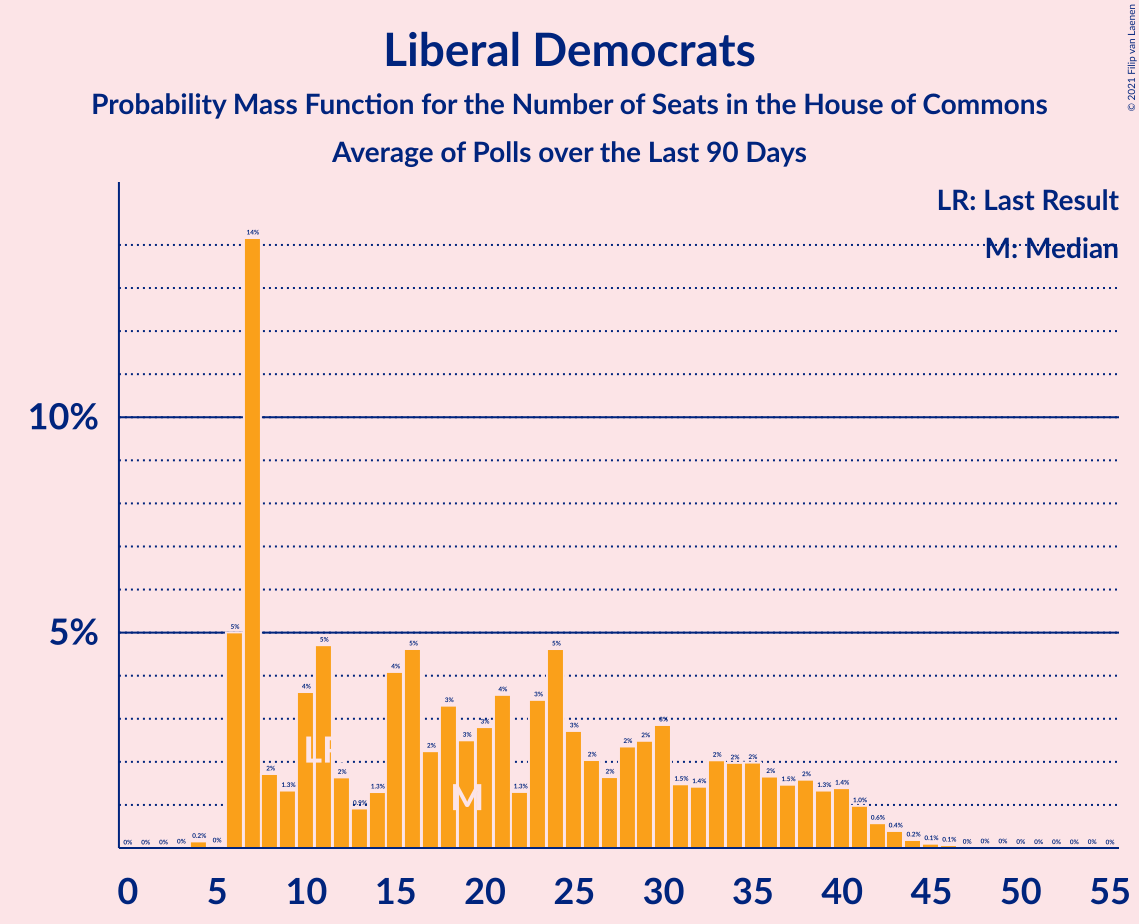 Liberal Democrats
Probability Mass Function for the Number of Seats in the House of Commons
Average of Polls over the Last 90 Days
© 2021 Filip van Laenen
LR: Last Result
M: Median
10%
5%
0% 0% 0% 0% 0.2% 0% 5% 14% 2% 1.3% 4% 5% 2% 0.9% 1.3% 4% 5% 2% 3% 3% 3% 4% 1.3% 3% 5% 3% 2% 2% 2% 2% 1.5% 1.4% 2% 2% 2% 2% 1.5% 2% 1.3% 1.4% 1.0% 0.6% 0.4% 0.2% 0.1% 0.1% 0% 0% 0% 0% 0% 0% 0% 0% 0%
LR
M
0 5 10 15 20 25 30 35 40 45 50 55